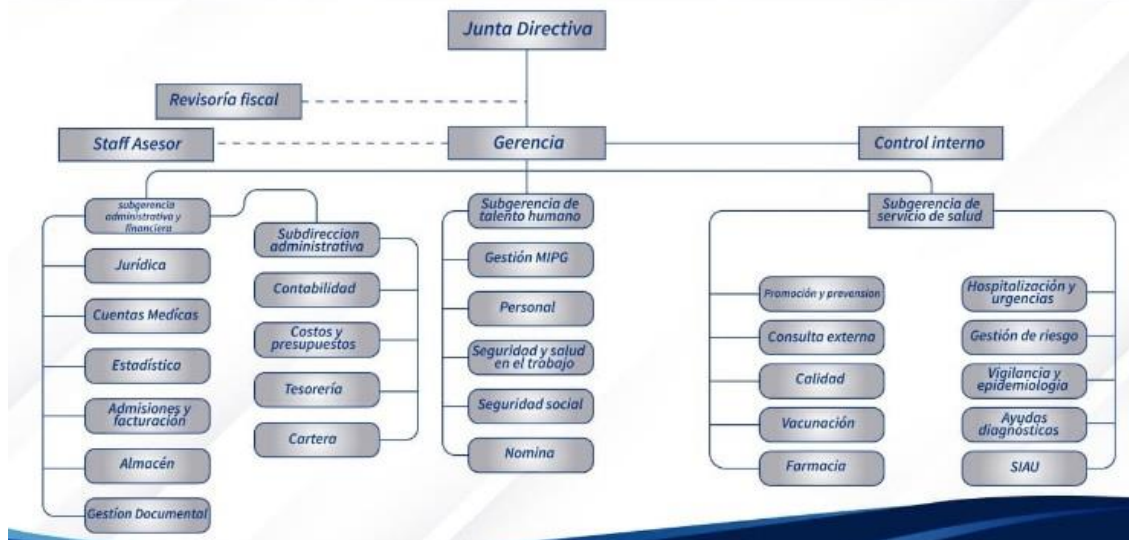 Junta Directiva
Revisoría fiscal
Staff Asesor
Gerencia
Control interno
subgerencia
administrativa y
financiera
Jurídica
Cuentas Medícas
Estadística
Admisiones y
facturación
Almacén
Gestíon Documental
Subdireccion
administrativa
Contabilidad
Costos y
presupuestos
Tesorería
Cartera
Subgerencia de
talento humano
Gestión MIPG
Personal
Seguridad y salud
en el trabajo
Seguridad social
Nomina
Subgerencia de
servicio de salud
Promoción y prevension
Consulta externa
Calidad
Vacunación
Farmacia
Hospitalización y
urgencias
Gestión de riesgo
Vigilancia y
epidemiología
Ayudas
diagnósticas
SIAU